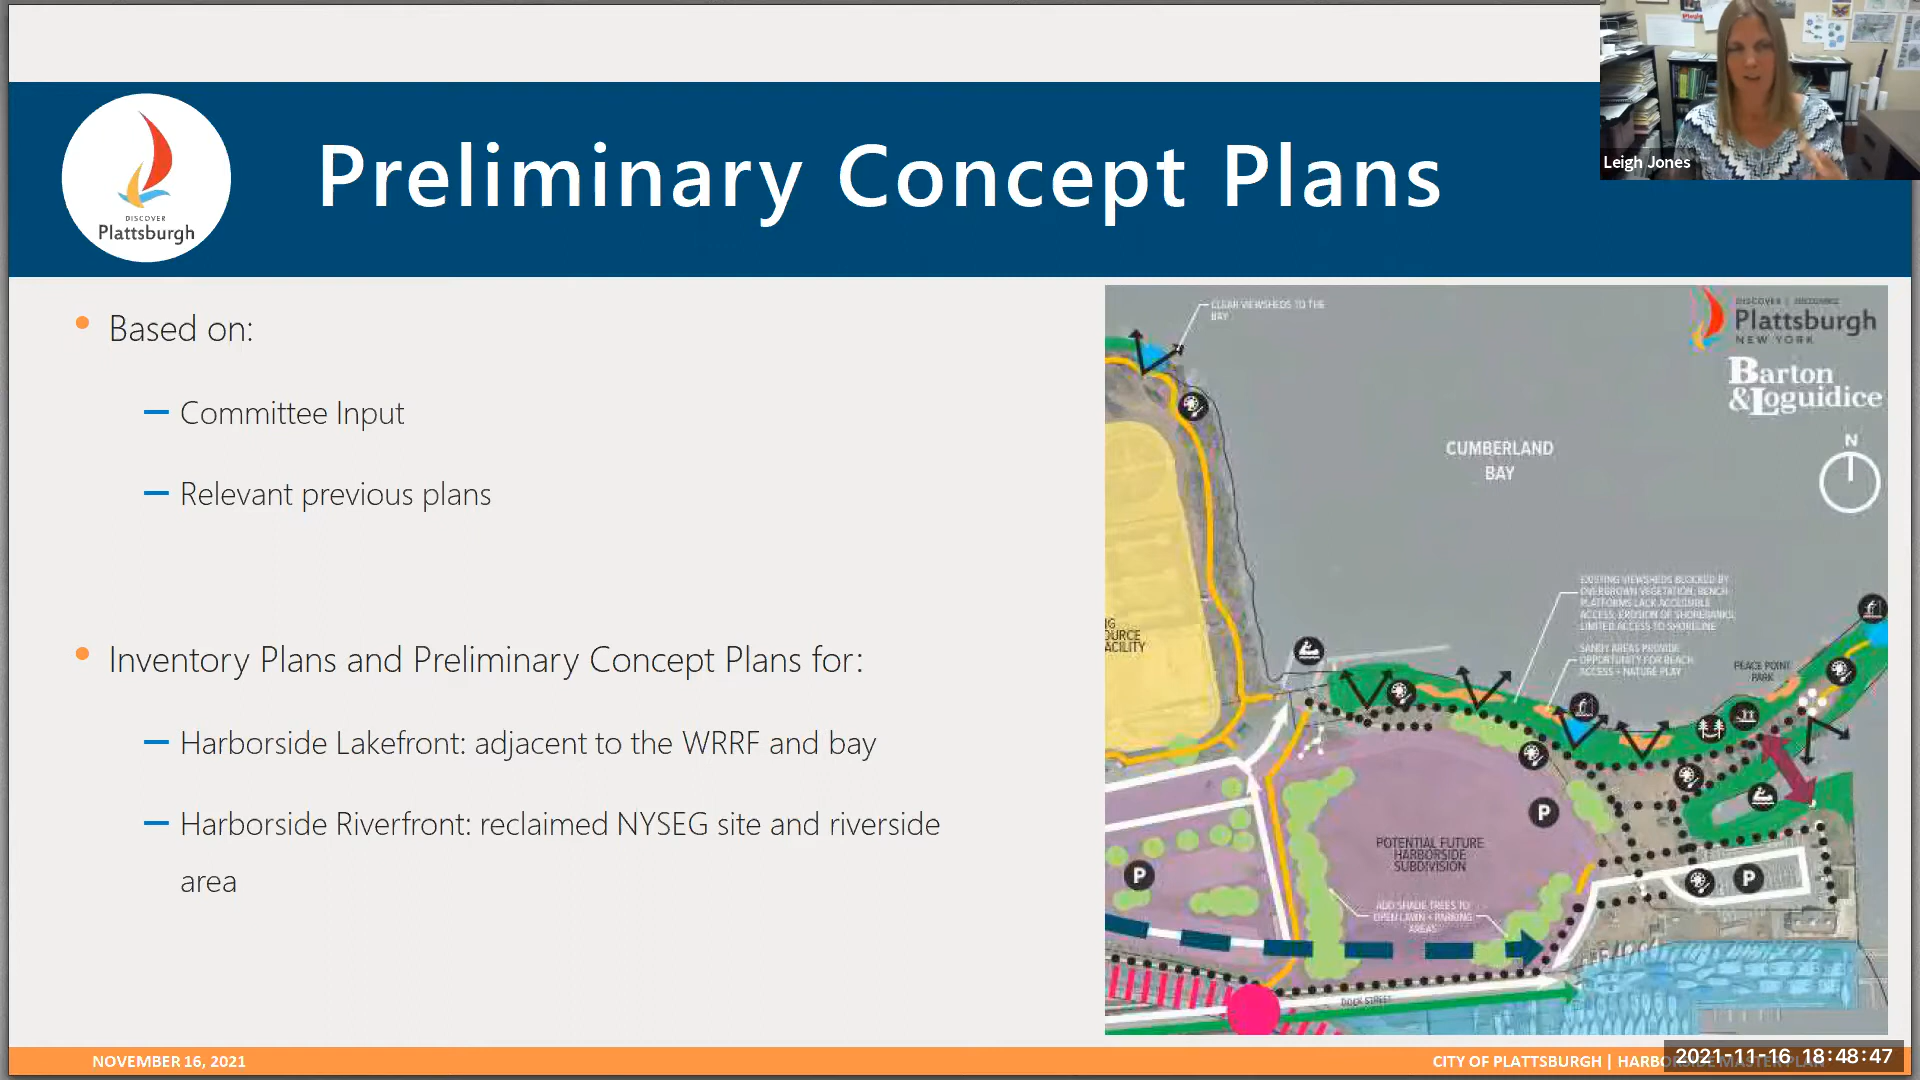 Preliminary Concept Plans
DISCOVER
Plattsburgh
Leigh Jones
Based on:
Committee Input
Relevant previous plans
Inventory Plans and Preliminary Concept Plans for:
Harborside Lakefront: adjacent to the WRRF and bay
Harborside Riverfront: reclaimed NYSEG site and riverside
area
CLEAR VIEWSHEDS TO THE
BAY
Plattsburgh
NEW YORK
Barton
&Loguidice
N
CUMBERLAND
BAY
EXISTING VIEWSHEDS BLOCKED BY
OVERGROWN VEGETATION, BENCH
PLATFORMS LACK ACCESSIBLE
ACCESS, EROSION OF SHOREBANKS,
LIMITED ACCESS TO SHORELINE
SANDY AREAS PROVIDE
OPPORTUNITY FOR BEACH
ACCESS + NATURE PLAY
PEACE POINT
PARK
P
POTENTIAL FUTURE
HARBORSIDE
SUBDIVISION
P
P
ADD SHADE TREES TO
OPEN LAWN + PARKING
AREAS
DOCK STREET
NOVEMBER 16, 2021
CITY OF PLATTSBURGH | HARBORSIDE MASTER PLAN
2021-11-16 18:48:47